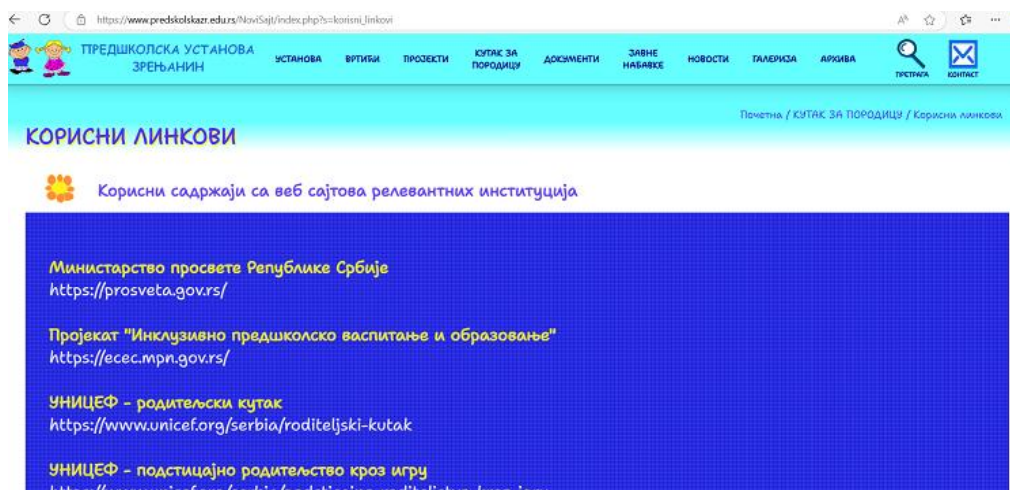 https://www.predskolskazr.edu.rs/NoviSajt/index.php?s=korisni_linkovi
ПРЕДШКОЛСКА УСТАНОВА
ЗРЕЊАНИН
УСТАНОВА
ВРТИЋИ
ПРОЈЕКТИ
КУТАК ЗА
ПОРОДИЦУ
ДОКУМЕНТИ
ЈАВНЕ
НАБАВКЕ
НОВОСТИ
ГАЛЕРИЈА
АРХИВА
ПРЕТРАГА
КОНТАКТ
Почетна / КУТАК ЗА ПОРОДИЦУ / Корисни линкови
КОРИСНИ ЛИНКОВИ
Корисни садржаји са веб сајтова релевантних институција
Министарство просвете Републике Србије
https://prosveta.gov.rs/
Пројекат "Инклузивно предшколско васпитање и образовање"
https://ecec.mpn.gov.rs/
УНИЦЕФ - родитељски кутак
https://www.unicef.org/serbia/roditeljski-kutak
УНИЦЕФ - подстицајно родитељство кроз игру